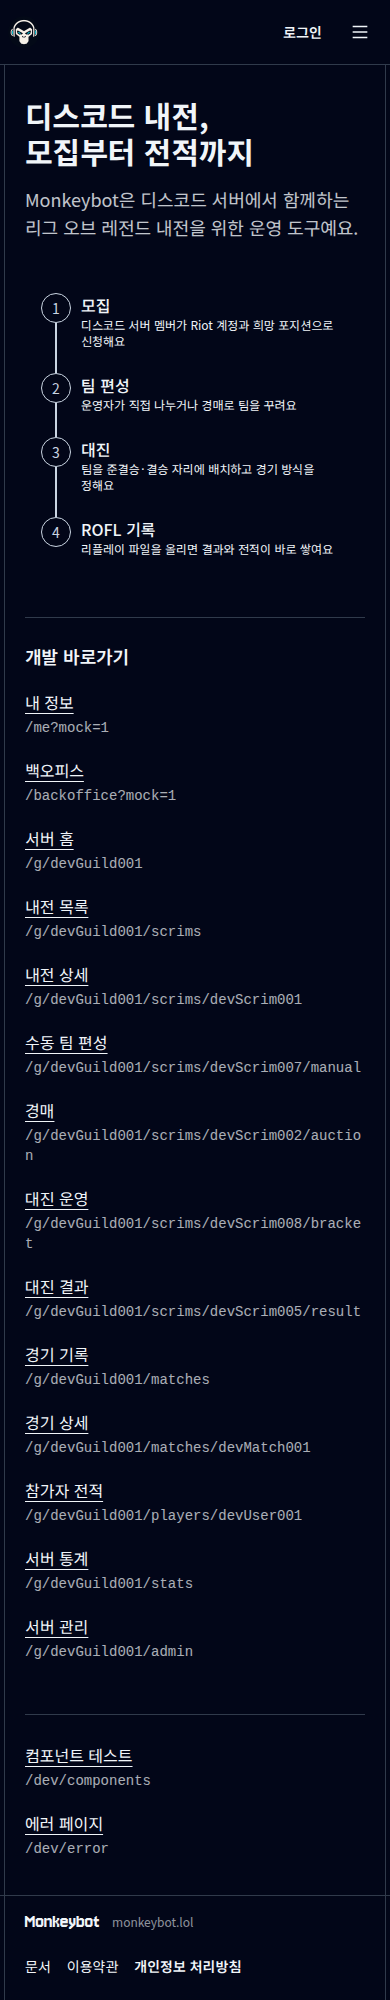 로그인
디스코드 내전,
모집부터 전적까지
Monkeybot은 디스코드 서버에서 함께하는
리그 오브 레전드 내전을 위한 운영 도구예요.
1 모집
디스코드 서버 멤버가 Riot 계정과 희망 포지션으로
신청해요
2 팀 편성
운영자가 직접 나누거나 경매로 팀을 꾸려요
3 대진
팀을 준결승·결승 자리에 배치하고 경기 방식을
정해요
4 ROFL 기록
리플레이 파일을 올리면 결과와 전적이 바로 쌓여요
개발 바로가기
내 정보
/me?mock=1
백오피스
/backoffice?mock=1
서버 홈
/g/devGuild001
내전 목록
/g/devGuild001/scrims
내전 상세
/g/devGuild001/scrims/devScrim001
수동 팀 편성
/g/devGuild001/scrims/devScrim007/manual
경매
/g/devGuild001/scrims/devScrim002/auctio
n
대진 운영
/g/devGuild001/scrims/devScrim008/bracke
t
대진 결과
/g/devGuild001/scrims/devScrim005/result
경기 기록
/g/devGuild001/matches
경기 상세
/g/devGuild001/matches/devMatch001
참가자 전적
/g/devGuild001/players/devUser001
서버 통계
/g/devGuild001/stats
서버 관리
/g/devGuild001/admin
컴포넌트 테스트
/dev/components
에러 페이지
/dev/error
Monkeybot monkeybot.lol
문서 이용약관 개인정보 처리방침